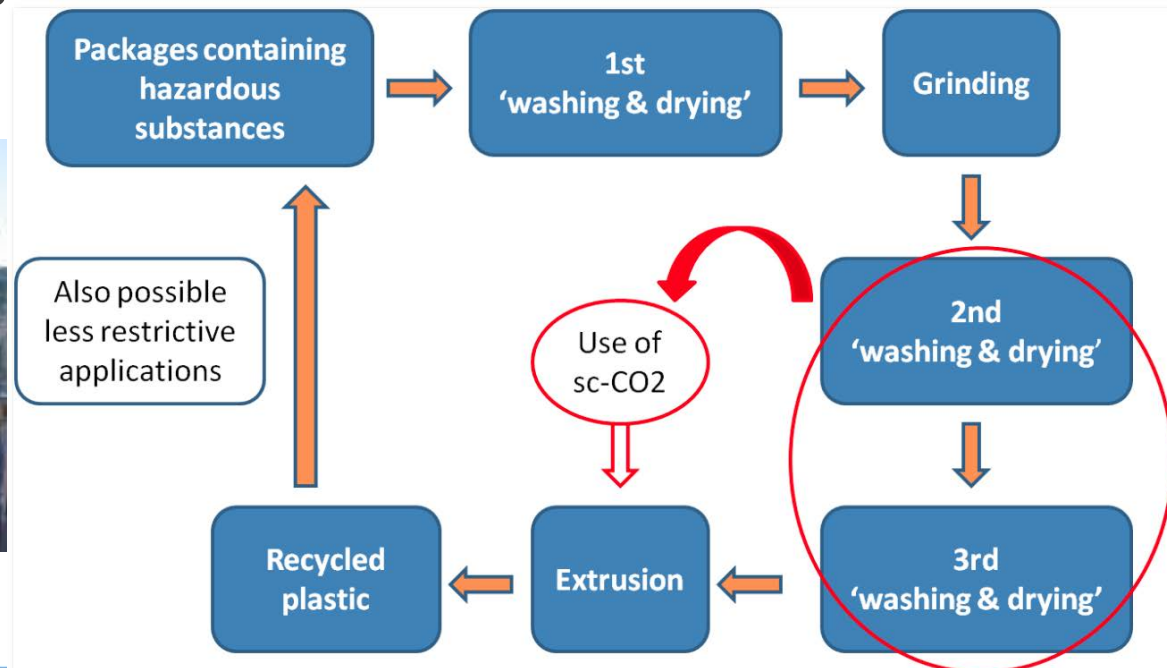 Packages containing
hazardous
substances
1st
‘washing & drying’
Grinding
2nd
‘washing & drying’
3rd
‘washing & drying’
Use of
sc-CO2
Extrusion
Recycled
plastic
Also possible
less restrictive
applications